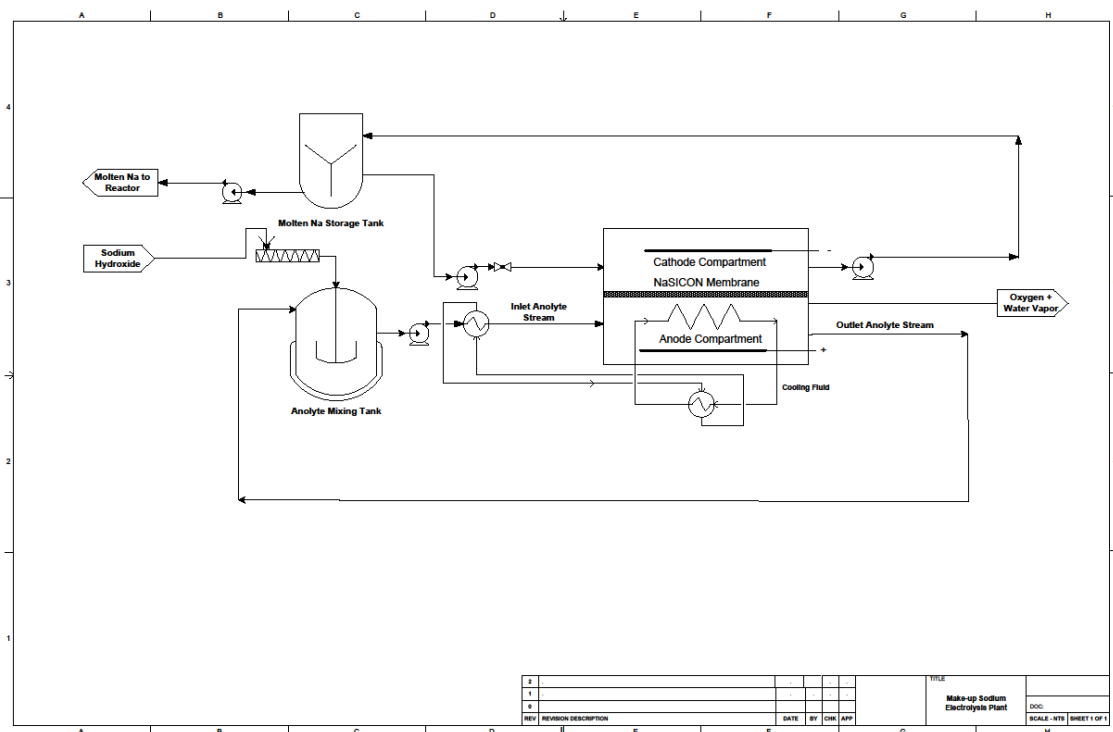 A B C D E F G H
4
Molten Na to
Reactor
Molten Na Storage Tank
Sodium
Hydroxide
3
Cathode Compartment
-
NaSICON Membrane
Oxygen +
Water Vapor
Inlet Anolyte
Stream
Outlet Anolyte Stream
Anode Compartment
+
Cooling Fluid
Anolyte Mixing Tank
2
1
2
1
0
REV REVISION DESCRIPTION DATE BY CHK APP
TITLE
Make-up Sodium
Electrolysis Plant
DOC:
SCALE - NTS SHEET 1 OF 1